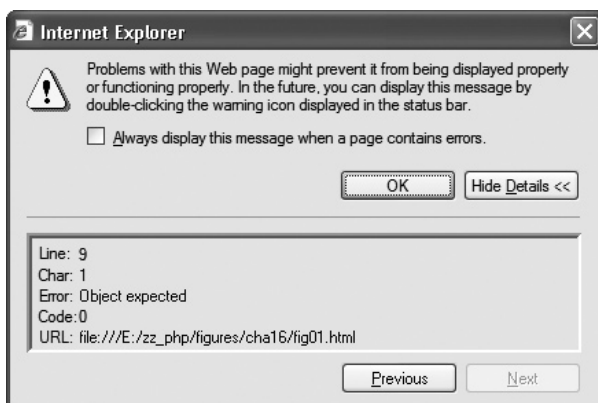 Internet Explorer
Problems with this Web page might prevent it from being displayed properly
or functioning properly. In the future, you can display this message by
double-clicking the warning icon displayed in the status bar.
Always display this message when a page contains errors.
OK
Hide Details <<
Line: 9
Char: 1
Error: Object expected
Code:0
URL: file:///E:/zz_php/figures/cha16/fig01.html
Previous
Next